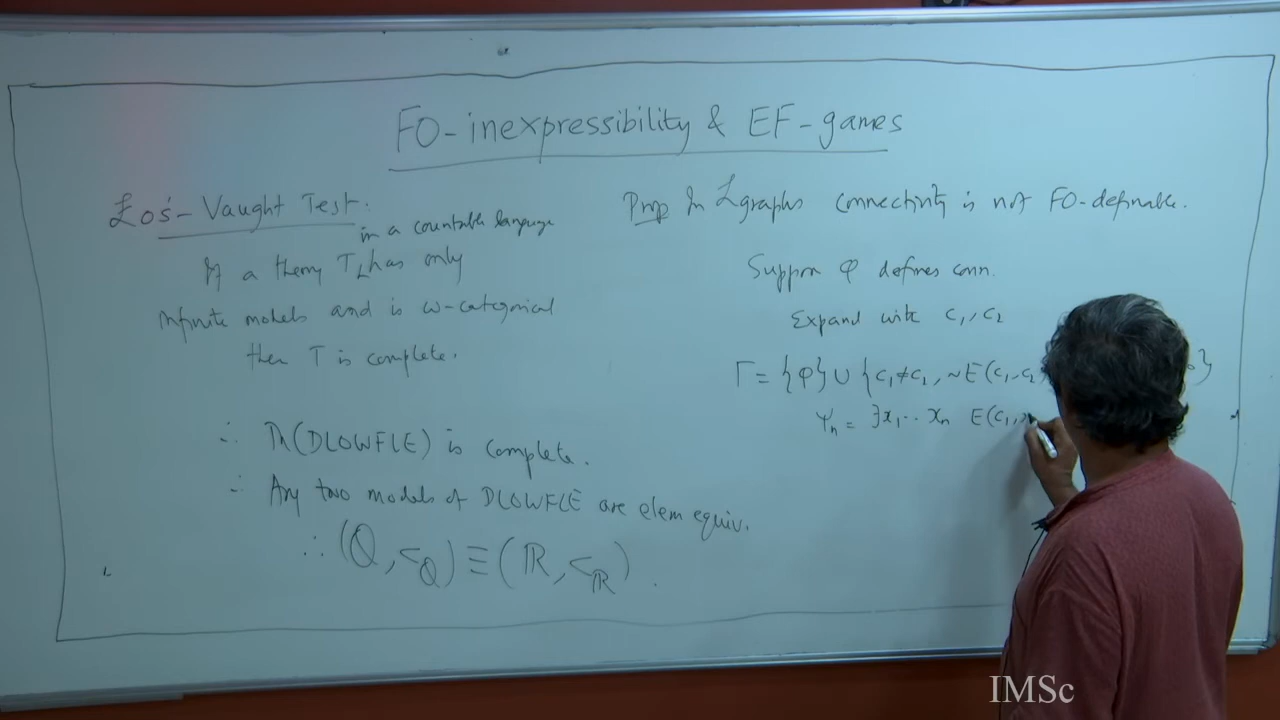 FO-inexpressibility & EF-games
Łoś-Vaught Test.
in a countable language
If a theory T_L has only
infinite models and is ω-categorical
then T is complete.
∴ Th(DLOWFLE) is complete.
∴ Any two models of DLOWFLE are elem equiv.
∴ (ℚ, <_ℚ) ≡ (ℝ, <_ℝ).
Prop In L graphs connectivity is not FO-definable.
Suppose φ defines conn.
Expand with c₁, c₂
Γ = {φ} ∪ {c₁ ≠ c₂, ~E(c₁, c₂
ψₙ = ∃x₁ ... xₙ E(c₁, x
IMSc